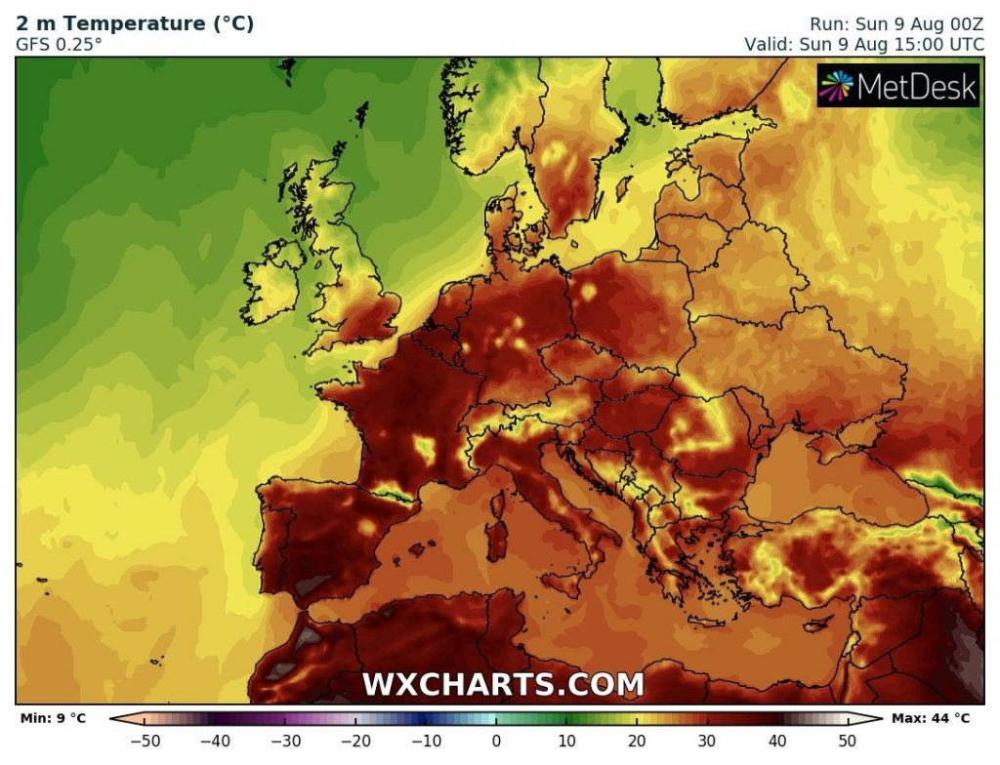 2 m Temperature (°C)
GFS 0.25°
Run: Sun 9 Aug 00Z
Valid: Sun 9 Aug 15:00 UTC
MetDesk
WXCHARTS.COM
Min: 9 °C
Max: 44 °C
−50 −40 −30 −20 −10 0 10 20 30 40 50